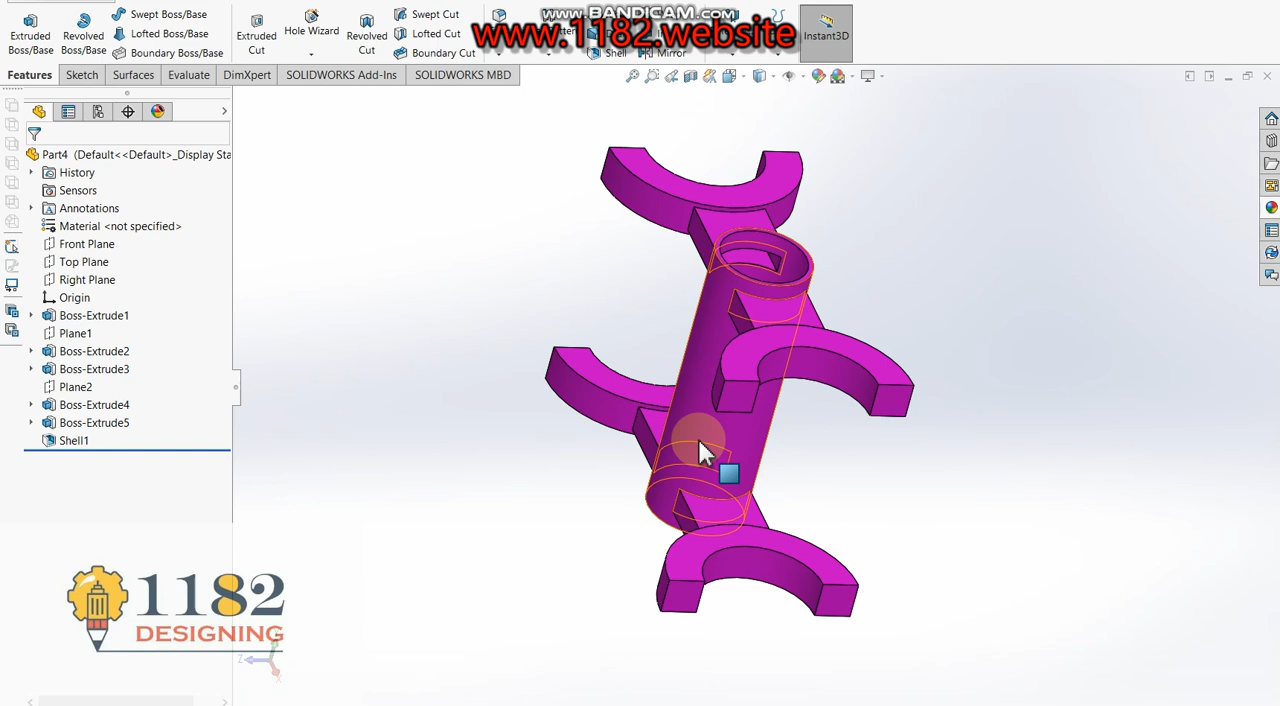 www.BANDICAM.com
www.1182.website
Extruded Boss/Base
Revolved Boss/Base
Swept Boss/Base
Lofted Boss/Base
Boundary Boss/Base
Extruded Cut
Hole Wizard
Revolved Cut
Swept Cut
Lofted Cut
Boundary Cut
Shell
Mirror
Instant3D
Features
Sketch
Surfaces
Evaluate
DimXpert
SOLIDWORKS Add-Ins
SOLIDWORKS MBD
Part4 (Default<<Default>_Display Sta
History
Sensors
Annotations
Material <not specified>
Front Plane
Top Plane
Right Plane
Origin
Boss-Extrude1
Plane1
Boss-Extrude2
Boss-Extrude3
Plane2
Boss-Extrude4
Boss-Extrude5
Shell1
1182
DESIGNING
Z
X